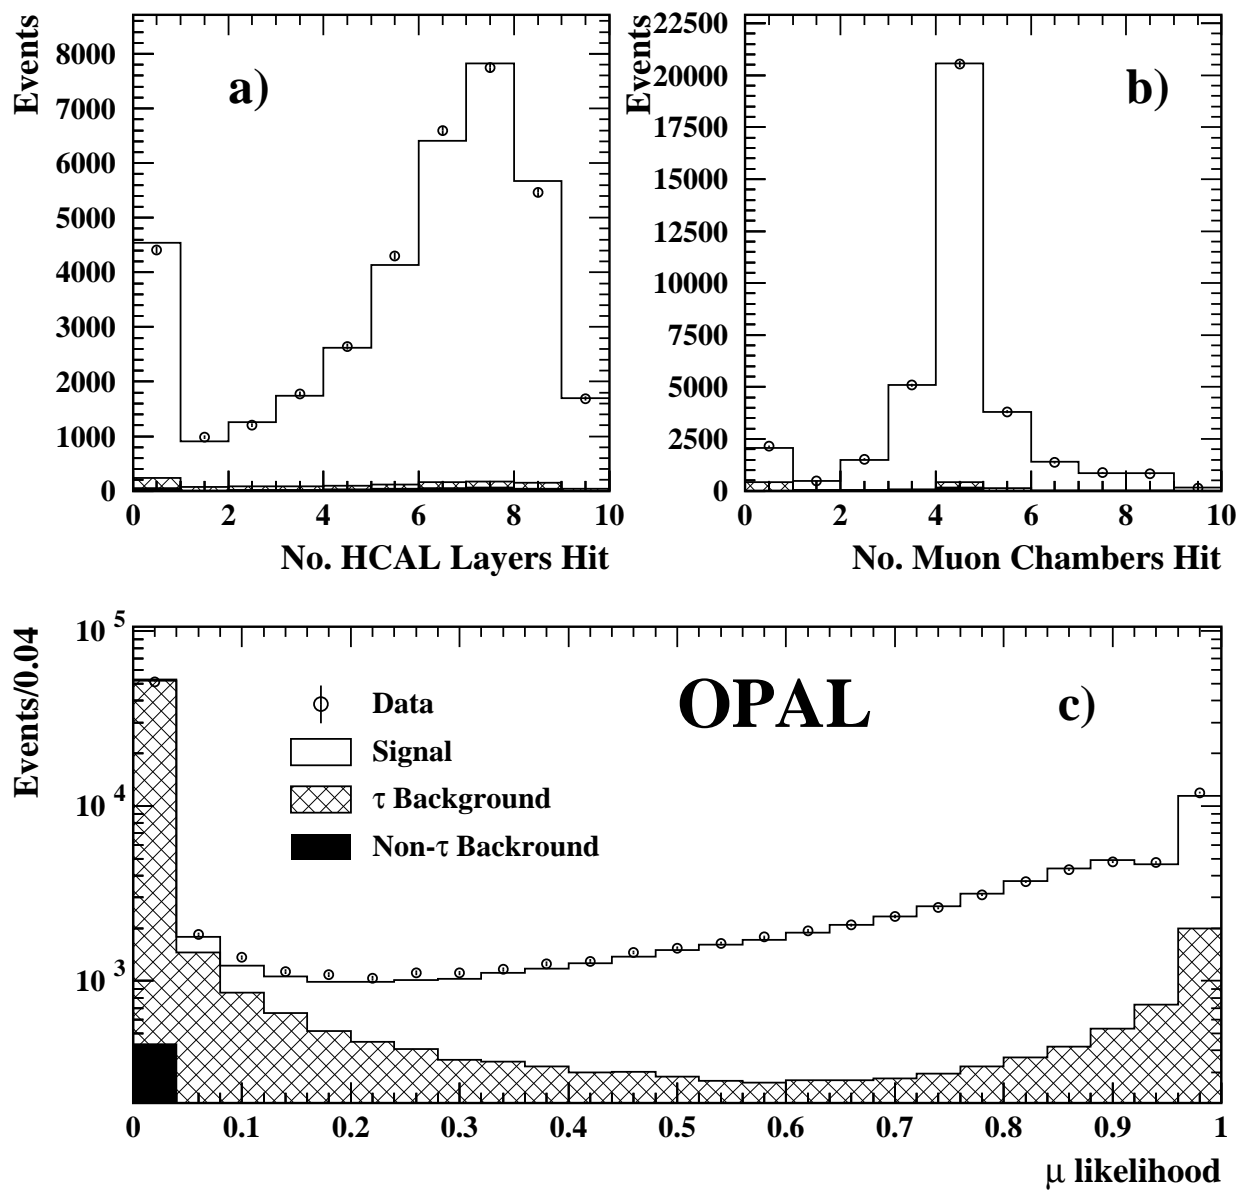 Events
8000
7000
6000
5000
4000
3000
2000
1000
0
a)
0 2 4 6 8 10
No. HCAL Layers Hit
Events
22500
20000
17500
15000
12500
10000
7500
5000
2500
0
b)
0 2 4 6 8 10
No. Muon Chambers Hit
Events/0.04
10 5
10 4
10 3
Data
Signal
τ Background
Non-τ Backround
OPAL
c)
0 0.1 0.2 0.3 0.4 0.5 0.6 0.7 0.8 0.9 1
μ likelihood